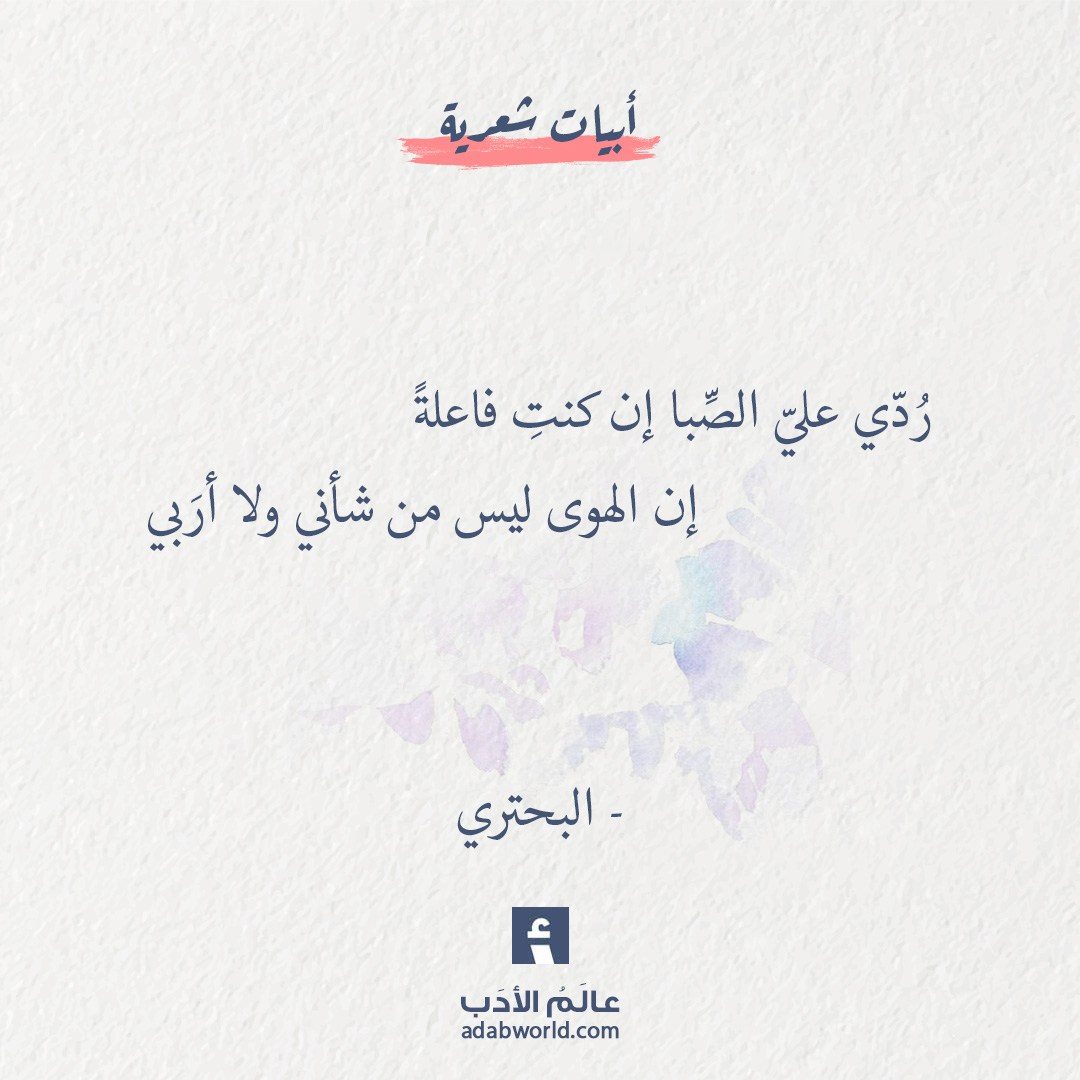 أبيات شعرية
رُدّي عليّ الصِّبا إن كنتِ فاعلةً
إن الهوى ليس من شأني ولا أرَبي
- البحتري
أ
عالَمُ الأدَب
adabworld.com